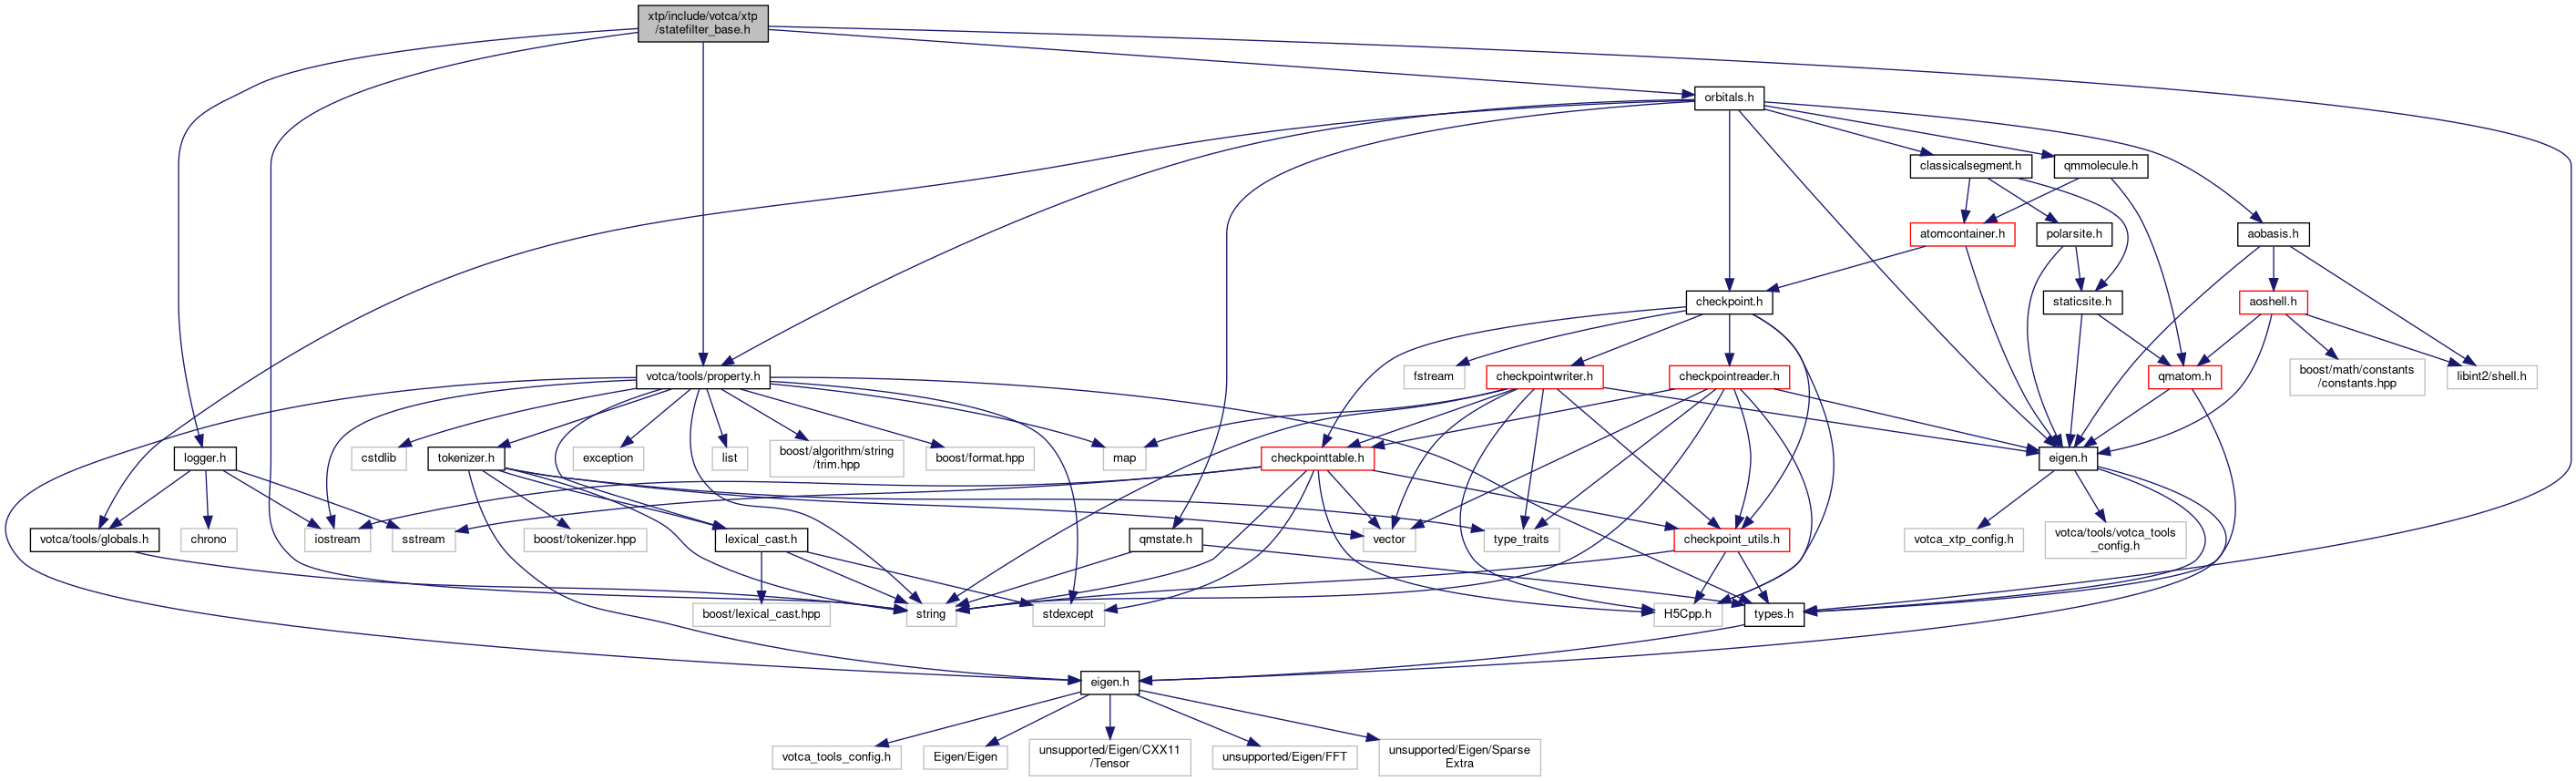 xtp/include/votca/xtp
/statefilter_base.h
orbitals.h
classicalsegment.h
qmmolecule.h
atomcontainer.h
polarsite.h
aobasis.h
checkpoint.h
staticsite.h
aoshell.h
votca/tools/property.h
fstream
checkpointwriter.h
checkpointreader.h
qmatom.h
boost/math/constants
/constants.hpp
libint2/shell.h
logger.h
cstdlib
tokenizer.h
exception
list
boost/algorithm/string
/trim.hpp
boost/format.hpp
map
checkpointtable.h
eigen.h
votca/tools/globals.h
chrono
iostream
sstream
boost/tokenizer.hpp
lexical_cast.h
qmstate.h
vector
type_traits
checkpoint_utils.h
votca_xtp_config.h
votca/tools/votca_tools
_config.h
boost/lexical_cast.hpp
string
stdexcept
H5Cpp.h
types.h
eigen.h
votca_tools_config.h
Eigen/Eigen
unsupported/Eigen/CXX11
/Tensor
unsupported/Eigen/FFT
unsupported/Eigen/Sparse
Extra